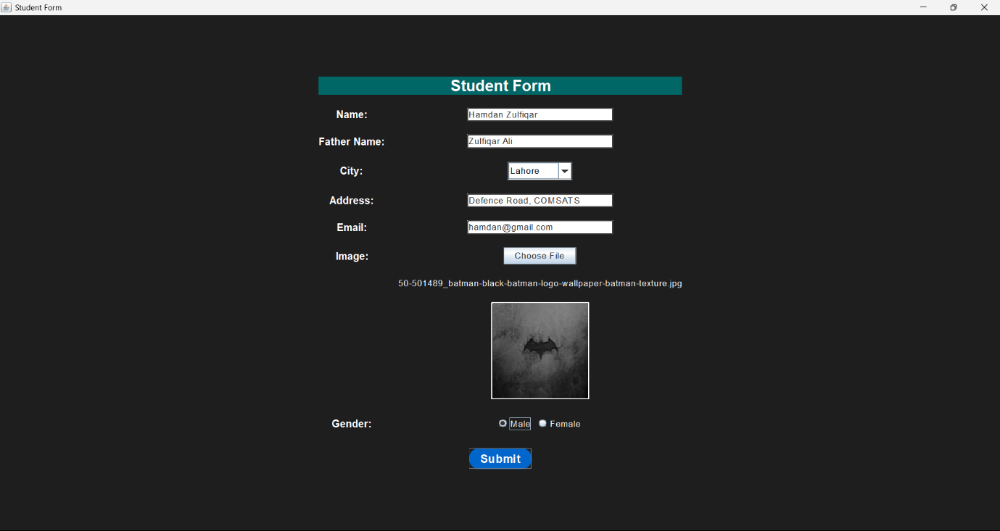 Student Form
Student Form
Name: Hamdan Zulfiqar
Father Name: Zulfiqar Ali
City: Lahore
Address: Defence Road, COMSATS
Email: hamdan@gmail.com
Image: Choose File
50-501489_batman-black-batman-logo-wallpaper-batman-texture.jpg
Gender: Male Female
Submit